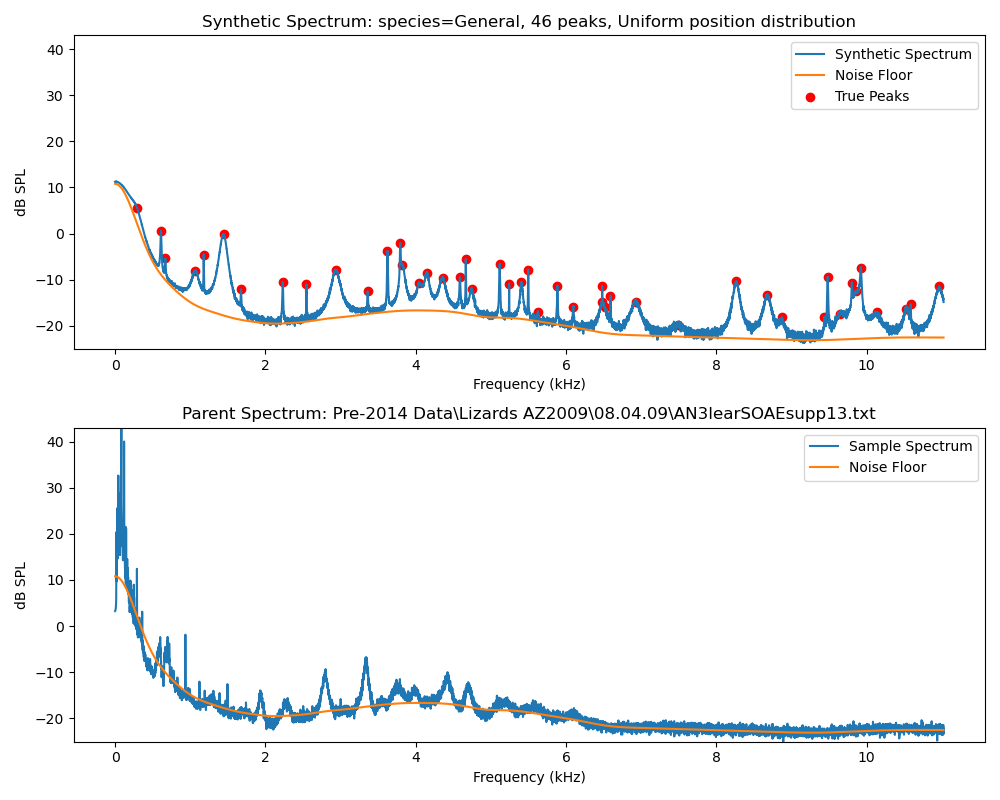 Synthetic Spectrum: species=General, 46 peaks, Uniform position distribution
40
30
20
10
0
−10
−20
dB SPL
Synthetic Spectrum
Noise Floor
True Peaks
0 2 4 6 8 10
Frequency (kHz)
Parent Spectrum: Pre-2014 Data\Lizards AZ2009\08.04.09\AN3learSOAEsupp13.txt
40
30
20
10
0
−10
−20
dB SPL
Sample Spectrum
Noise Floor
0 2 4 6 8 10
Frequency (kHz)